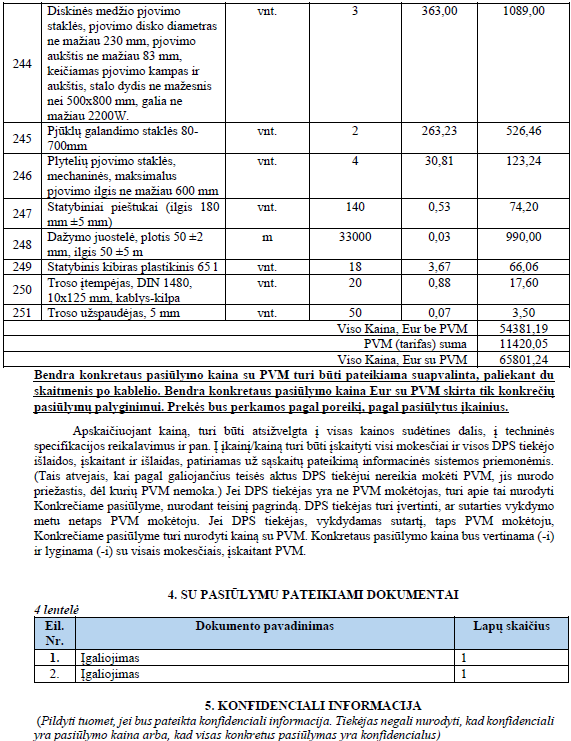 Diskinės medžio pjovimo vnt. 3 363,00 1089,00
staklės, pjovimo disko diametras
ne mažiau 230 mm, pjovimo
aukštis ne mažiau 83 mm,
244 keičiamas pjovimo kampas ir
aukštis, stalo dydis ne mažesnis
nei 500x800 mm, galia ne
mažiau 2200W.
245 Pjūklų galandimo staklės 80- vnt. 2 263,23 526,46
700mm
Plytelių pjovimo staklės, vnt. 4 30,81 123,24
246 mechaninės, maksimalus
pjovimo ilgis ne mažiau 600 mm
247 Statybiniai pieštukai (ilgis 180 vnt. 140 0,53 74,20
mm ±5 mm)
248 Dažymo juostelė, plotis 50 ±2 m 33000 0,03 990,00
mm, ilgis 50 ±5 m
249 Statybinis kibiras plastikinis 65 l vnt. 18 3,67 66,06
250 Troso įtempėjas, DIN 1480, vnt. 20 0,88 17,60
10x125 mm, kablys-kilpa
251 Troso užspaudėjas, 5 mm vnt. 50 0,07 3,50
Viso Kaina, Eur be PVM 54381,19
PVM (tarifas) suma 11420,05
Viso Kaina, Eur su PVM 65801,24
Bendra konkretaus pasiūlymo kaina su PVM turi būti pateikiama suapvalinta, paliekant du
skaitmenis po kablelio. Bendra konkretaus pasiūlymo kaina Eur su PVM skirta tik konkrečių
pasiūlymų palyginimui. Prekės bus perkamos pagal poreikį, pagal pasiūlytus įkainius.
Apskaičiuojant kainą, turi būti atsižvelgta į visas kainos sudėtines dalis, į techninės
specifikacijos reikalavimus ir pan. Į įkainį/kainą turi būti įskaityti visi mokesčiai ir visos DPS tiekėjo
išlaidos, įskaitant ir išlaidas, patiriamas už sąskaitų pateikimą informacinės sistemos priemonėmis.
(Tais atvejais, kai pagal galiojančius teisės aktus DPS tiekėjui nereikia mokėti PVM, jis nurodo
priežastis, dėl kurių PVM nemoka.) Jei DPS tiekėjas yra ne PVM mokėtojas, turi apie tai nurodyti
Konkrečiame pasiūlyme, nurodant teisinį pagrindą. DPS tiekėjas turi įvertinti, ar sutarties vykdymo
metu netaps PVM mokėtoju. Jei DPS tiekėjas, vykdydamas sutartį, taps PVM mokėtoju,
Konkrečiame pasiūlyme turi nurodyti kainą su PVM. Konkretaus pasiūlymo kaina bus vertinama (-i)
ir lyginama (-i) su visais mokesčiais, įskaitant PVM.
4. SU PASIŪLYMU PATEIKIAMI DOKUMENTAI
4 lentelė
Eil. Dokumento pavadinimas Lapų skaičius
Nr.
1. Įgaliojimas 1
2. Įgaliojimas 1
5. KONFIDENCIALI INFORMACIJA
(Pildyti tuomet, jei bus pateikta konfidenciali informacija. Tiekėjas negali nurodyti, kad konfidenciali
yra pasiūlymo kaina arba, kad visas konkretus pasiūlymas yra konfidencialus)